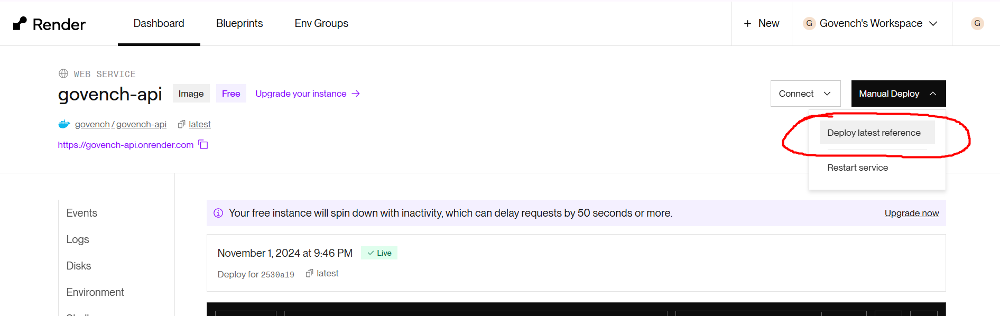 Render
Dashboard
Blueprints
Env Groups
+ New
G Govench's Workspace
G
WEB SERVICE
govench-api
Image
Free
Upgrade your instance →
Connect
Manual Deploy
govench / govench-api
latest
https://govench-api.onrender.com
Deploy latest reference
Restart service
Events
Logs
Disks
Environment
Your free instance will spin down with inactivity, which can delay requests by 50 seconds or more.
Upgrade now
November 1, 2024 at 9:46 PM
Live
Deploy for 2530a19
latest